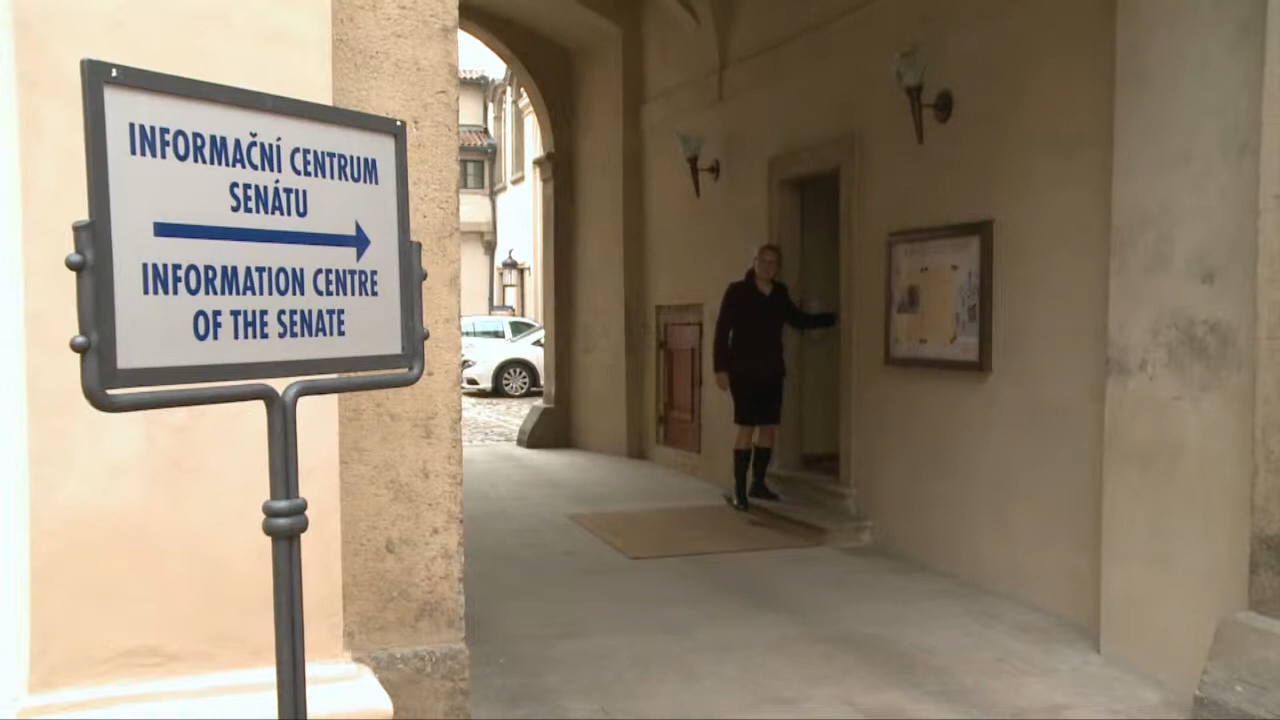 INFORMAČNÍ CENTRUM
SENÁTU
INFORMATION CENTRE
OF THE SENATE